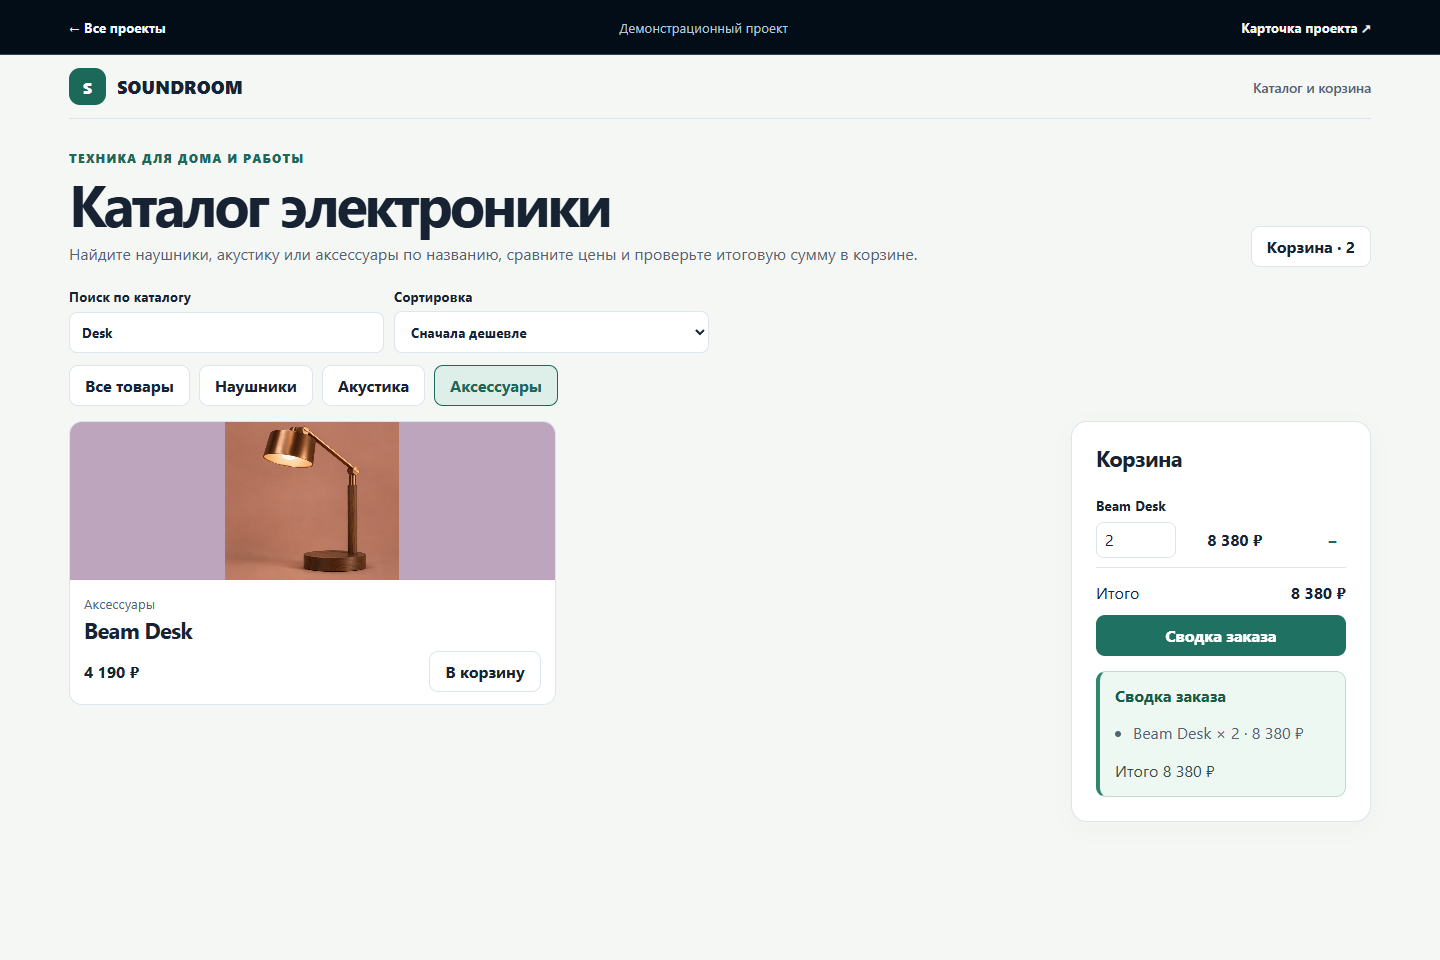 ← Все проекты
Демонстрационный проект
Карточка проекта ↗
S SOUNDROOM
Каталог и корзина
ТЕХНИКА ДЛЯ ДОМА И РАБОТЫ
Каталог электроники
Найдите наушники, акустику или аксессуары по названию, сравните цены и проверьте итоговую сумму в корзине.
Корзина · 2
Поиск по каталогу
Сортировка
Desk
Сначала дешевле
Все товары
Наушники
Акустика
Аксессуары
Аксессуары
Beam Desk
4 190 ₽
В корзину
Корзина
Beam Desk
2
8 380 ₽
–
Итого
8 380 ₽
Сводка заказа
Сводка заказа
• Beam Desk × 2 · 8 380 ₽
Итого 8 380 ₽